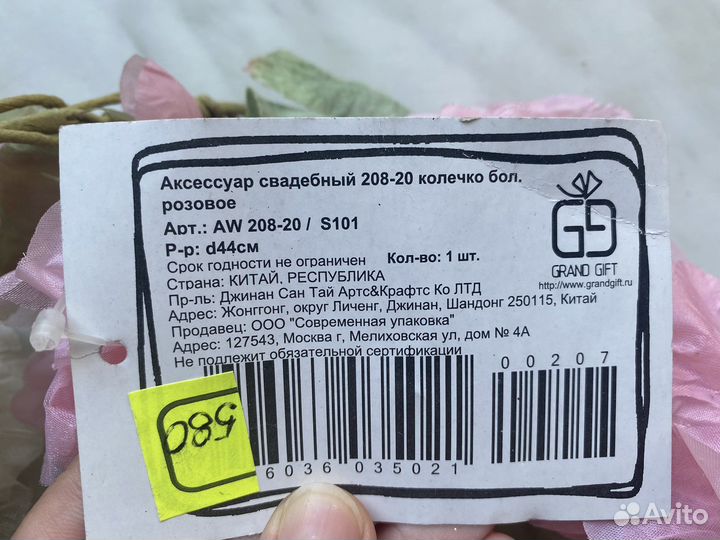 Аксессуар свадебный 208-20 колечко бол.
розовое
Арт.: AW 208-20 / S101
Р-р: d44см
Срок годности не ограничен
Кол-во: 1 шт.
Страна: КИТАЙ, РЕСПУБЛИКА
Пр-ль: Джинан Сан Тай Артс&Крафтс Ко ЛТД
Адрес: Жонггонг, округ Личенг, Джинан, Шандонг 250115, Китай
Продавец: ООО "Современная упаковка"
Адрес: 127543, Москва г, Мелиховская ул, дом № 4А
Не подлежит обязательной сертификации
GRAND GIFT
http://www.grandgift.ru
00207
6036 035021
580
Avito